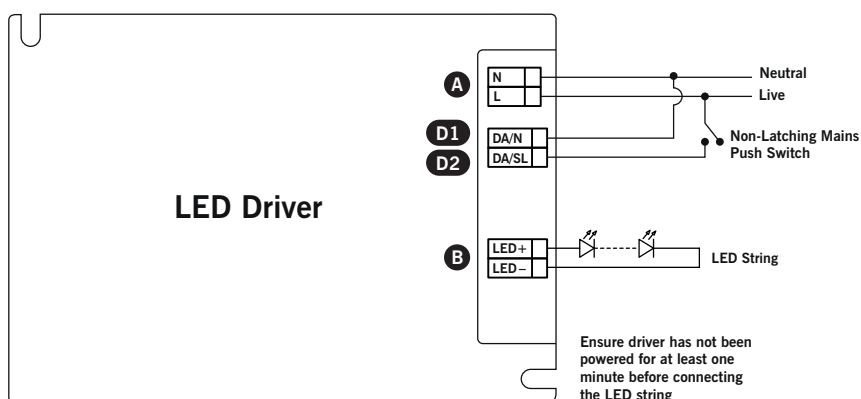 N
Neutral
A
L
Live
D1
DA/N
Non-Latching Mains
Push Switch
D2
DA/SL
LED Driver
LED+
B
LED–
LED String
Ensure driver has not been
powered for at least one
minute before connecting
the LED string